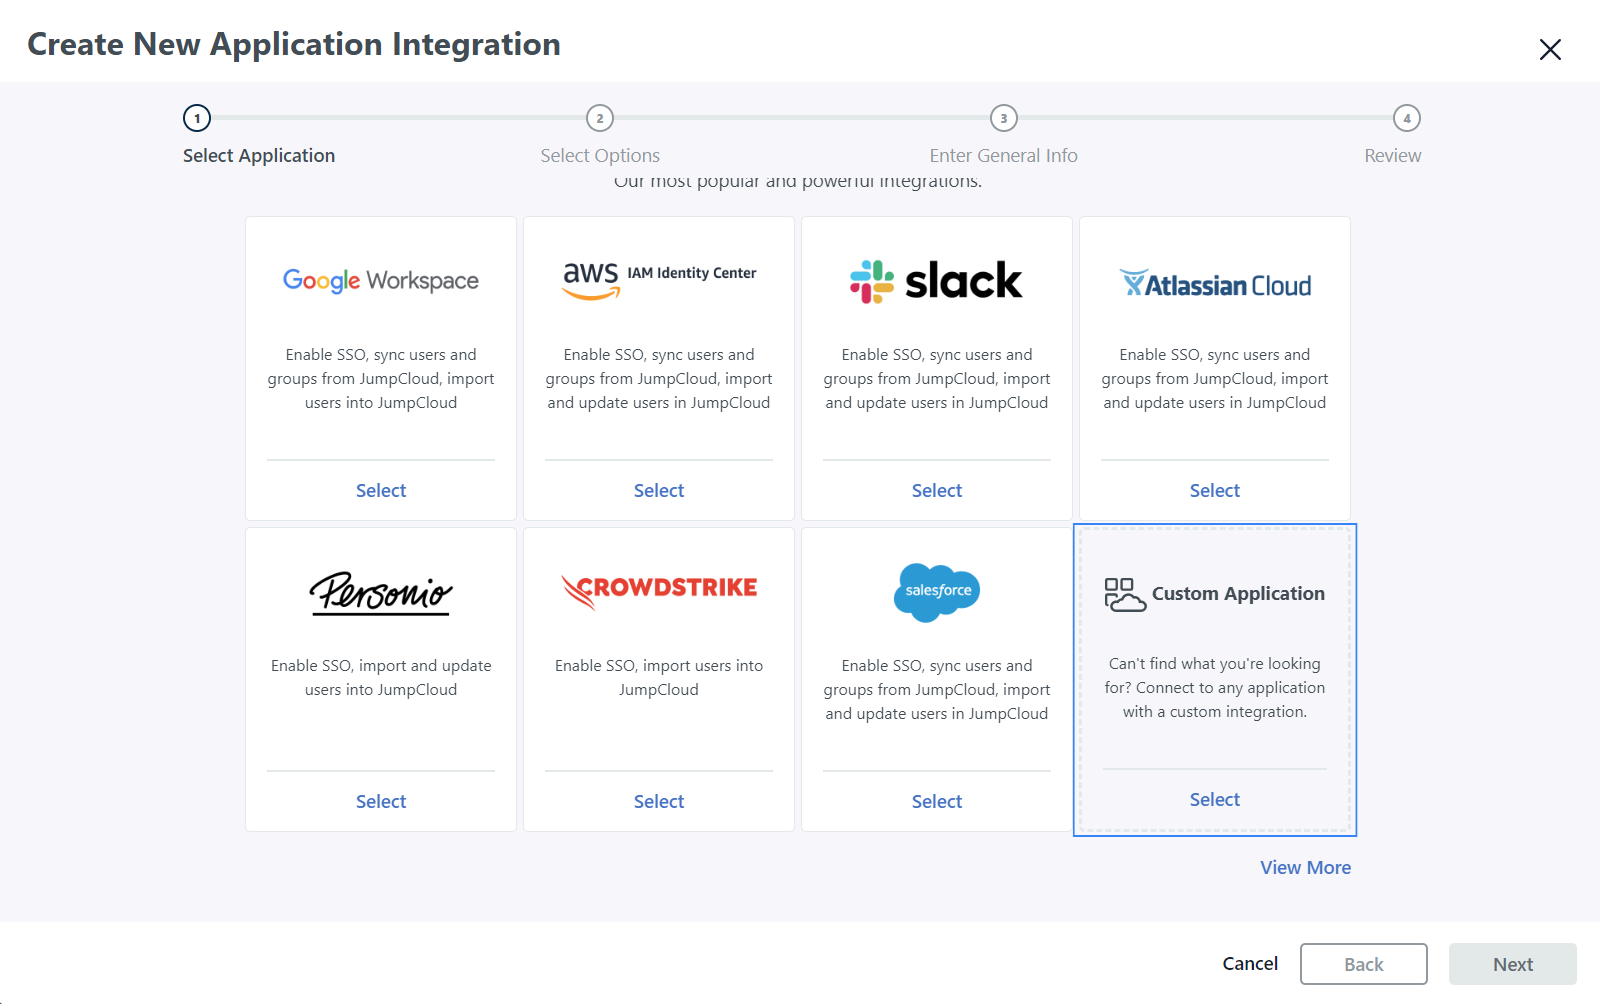 Create New Application Integration
1
2
3
4
Select Application
Select Options
Enter General Info
Review
Our most popular and powerful integrations.
Google Workspace
aws IAM Identity Center
slack
Atlassian Cloud
Enable SSO, sync users and
groups from JumpCloud, import
users into JumpCloud
Enable SSO, sync users and
groups from JumpCloud, import
and update users in JumpCloud
Enable SSO, sync users and
groups from JumpCloud, import
and update users in JumpCloud
Enable SSO, sync users and
groups from JumpCloud, import
and update users in JumpCloud
Select
Select
Select
Select
Personio
CROWDSTRIKE
salesforce
Custom Application
Enable SSO, import and update
users into JumpCloud
Enable SSO, import users into
JumpCloud
Enable SSO, sync users and
groups from JumpCloud, import
and update users in JumpCloud
Can't find what you're looking
for? Connect to any application
with a custom integration.
Select
Select
Select
Select
View More
Cancel
Back
Next